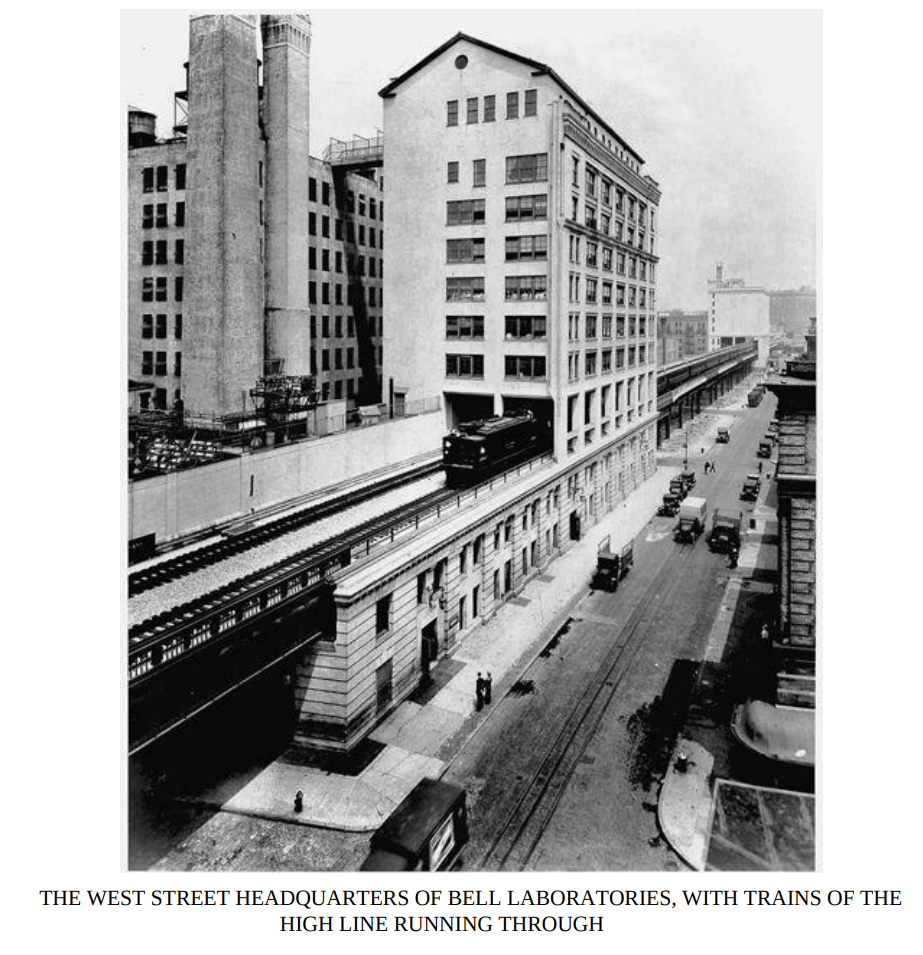 THE WEST STREET HEADQUARTERS OF BELL LABORATORIES, WITH TRAINS OF THE
HIGH LINE RUNNING THROUGH